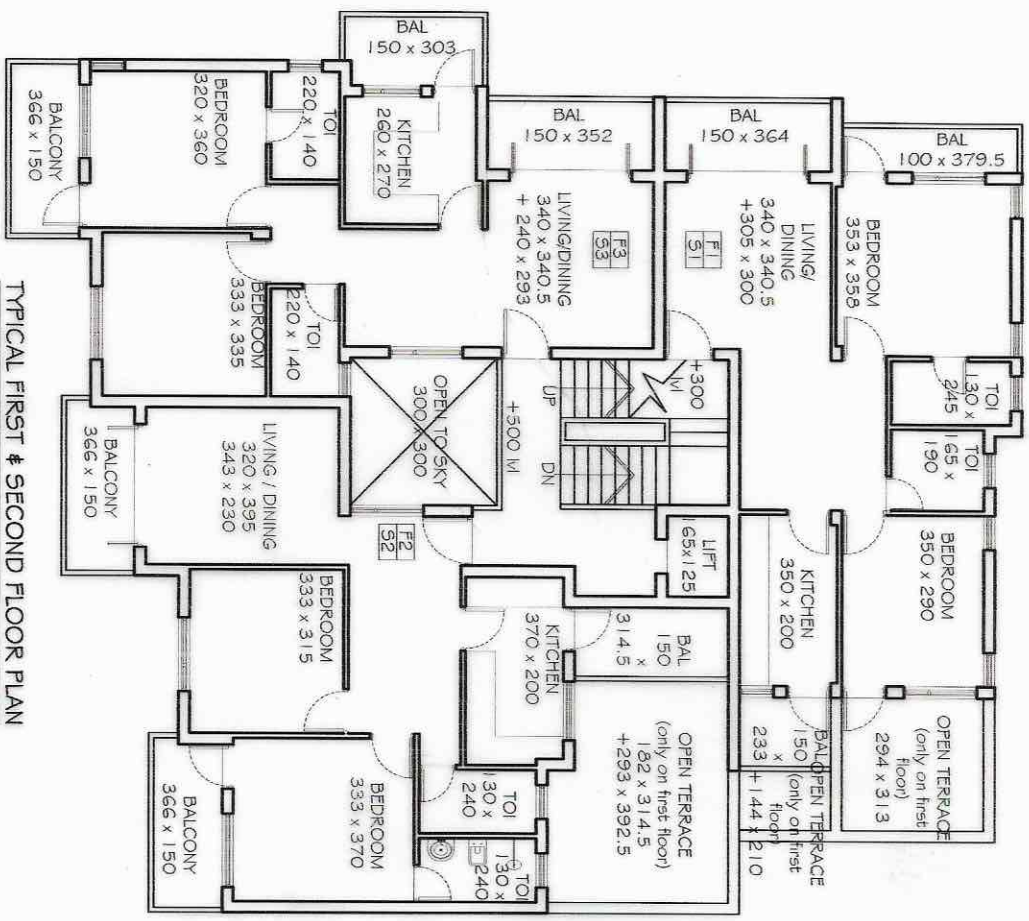 BAL
150 x 303
BAL
150 x 352
BAL
150 x 364
BAL
100 x 379.5
BEDROOM
320 x 360
TOI
220 x 140
KITCHEN
260 x 270
BALCONY
366 x 150
LIVING/DINING
340 x 340.5
+ 240 x 293
F3
S3
LIVING/
DINING
340 x 340.5
+305 x 300
F1
S1
BEDROOM
353 x 358
BEDROOM
333 x 335
TOI
220 x 140
OPEN TO SKY
300 x 300
+500 lvl
UP
DN
+300
lvl
TOI
130 x
245
TOI
165 x
190
BALCONY
366 x 150
LIVING / DINING
320 x 395
343 x 230
F2
S2
LIFT
165x125
KITCHEN
350 x 200
BEDROOM
350 x 290
BEDROOM
333 x 315
KITCHEN
370 x 200
BAL
150
x
314.5
OPEN TERRACE
(only on first floor)
182 x 314.5
+293 x 392.5
BAL
150
x
233
OPEN TERRACE
(only on first
floor)
+144 x 210
OPEN TERRACE
(only on first
floor)
294 x 313
BALCONY
366 x 150
BEDROOM
333 x 370
TOI
130 x
240
TOI
130 x
240
TYPICAL FIRST & SECOND FLOOR PLAN